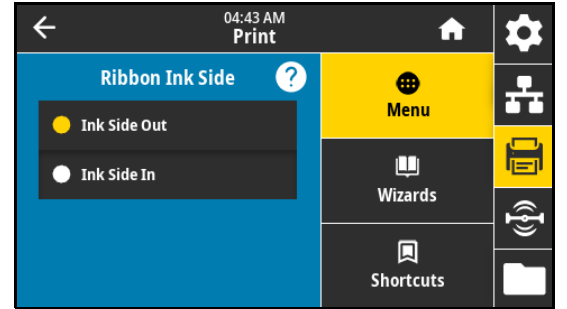 04:43 AM
Print
Ribbon Ink Side ?
Ink Side Out
Ink Side In
Menu
Wizards
Shortcuts